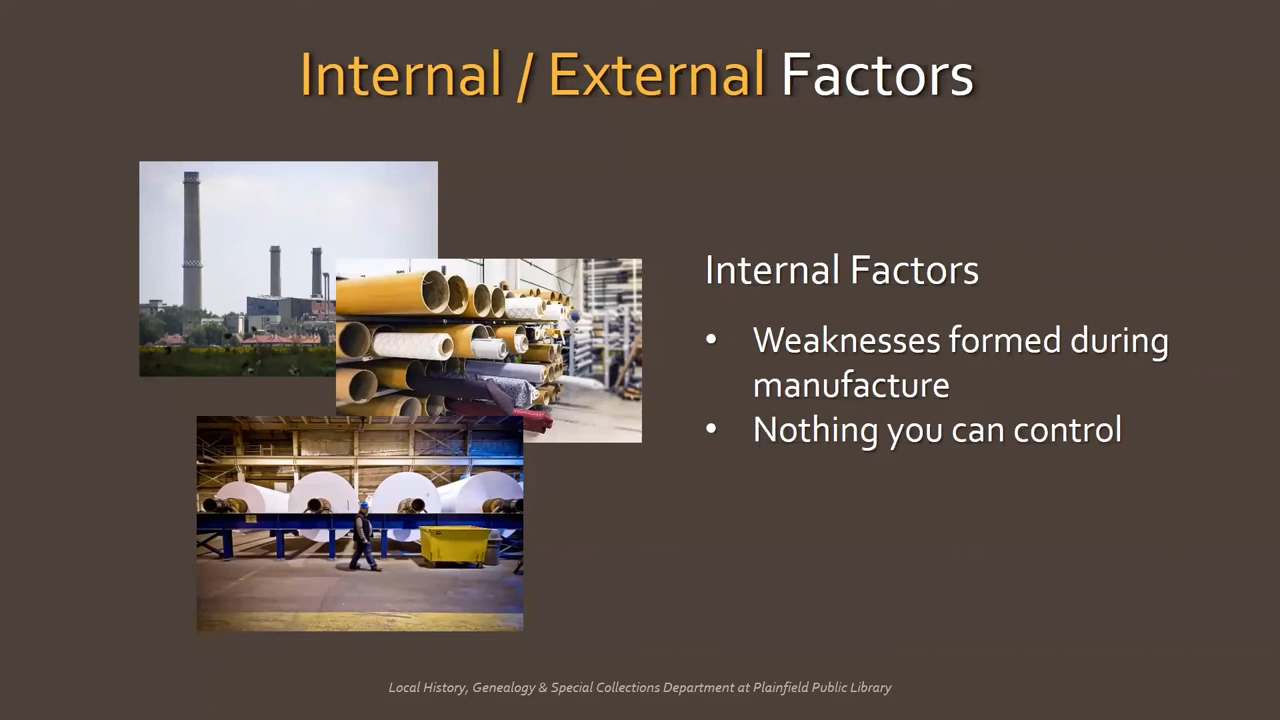 Internal / External Factors
Internal Factors
• Weaknesses formed during
manufacture
• Nothing you can control
Local History, Genealogy & Special Collections Department at Plainfield Public Library